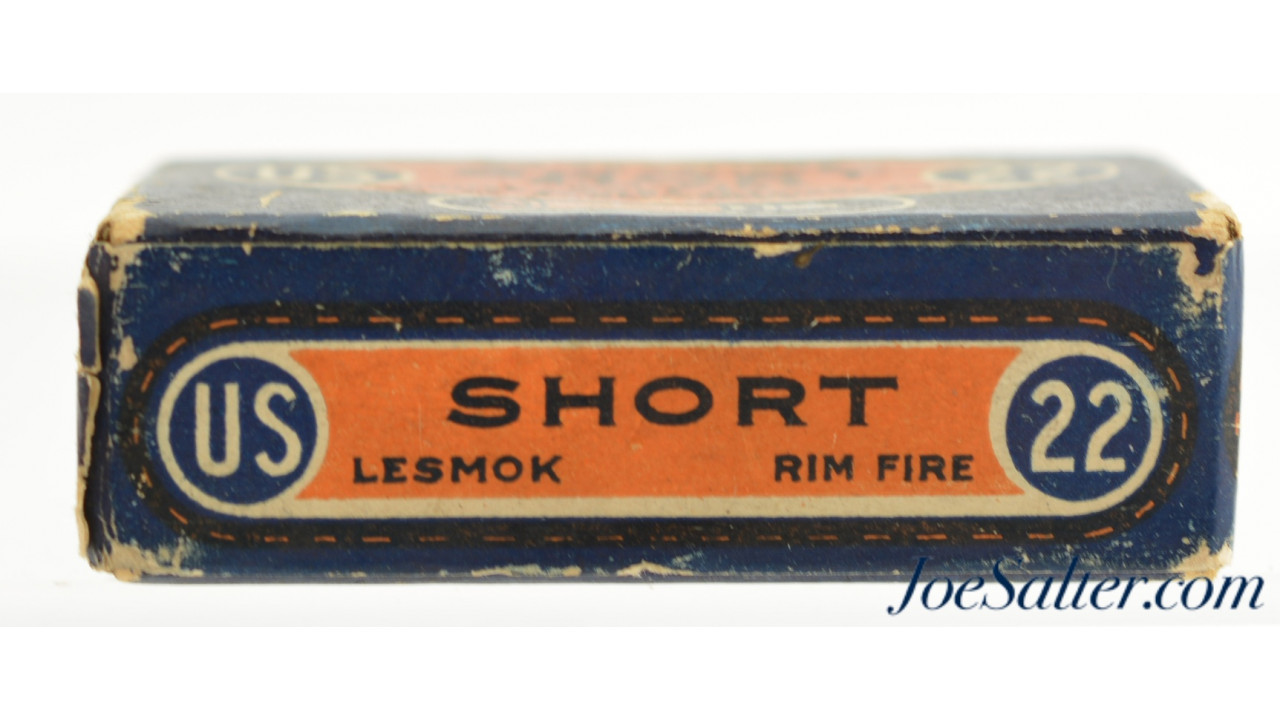 US
SHORT
22
LESMOK RIM FIRE
JoeSalter.com